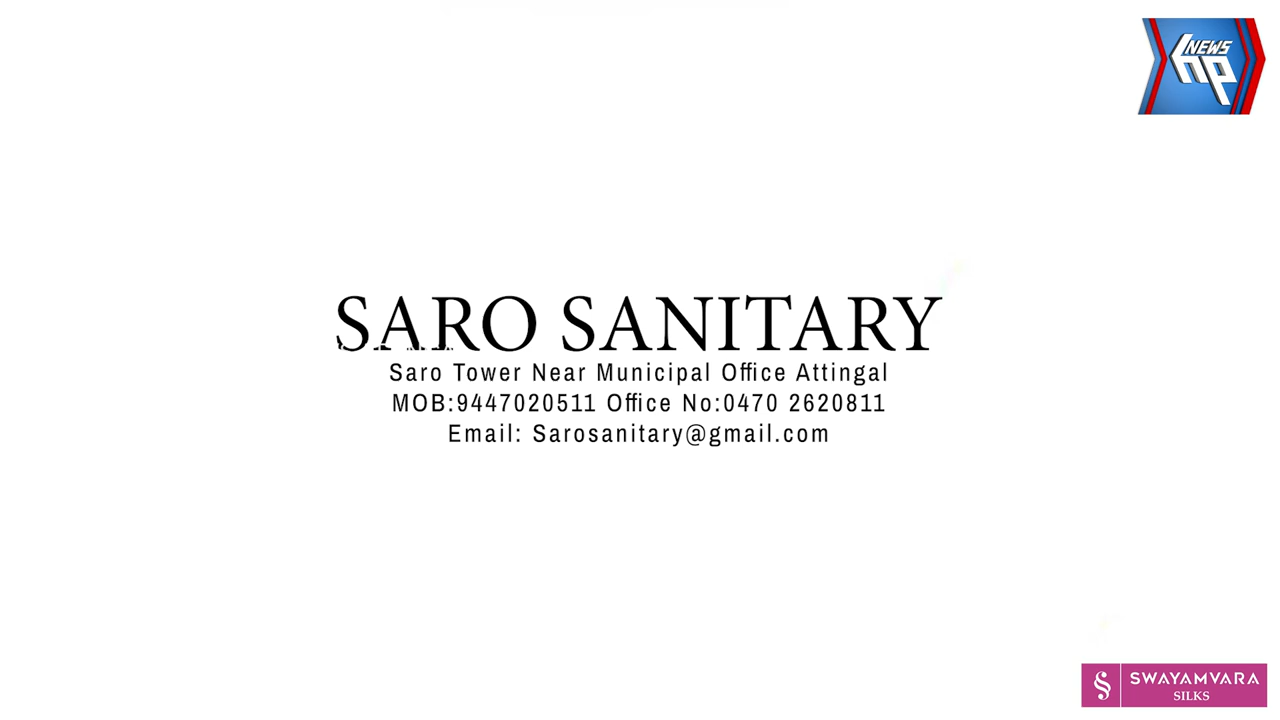 NEWS
hp
SARO SANITARY
Saro Tower Near Municipal Office Attingal
MOB:9447020511 Office No:0470 2620811
Email: Sarosanitary@gmail.com
SWAYAMVARA
SILKS